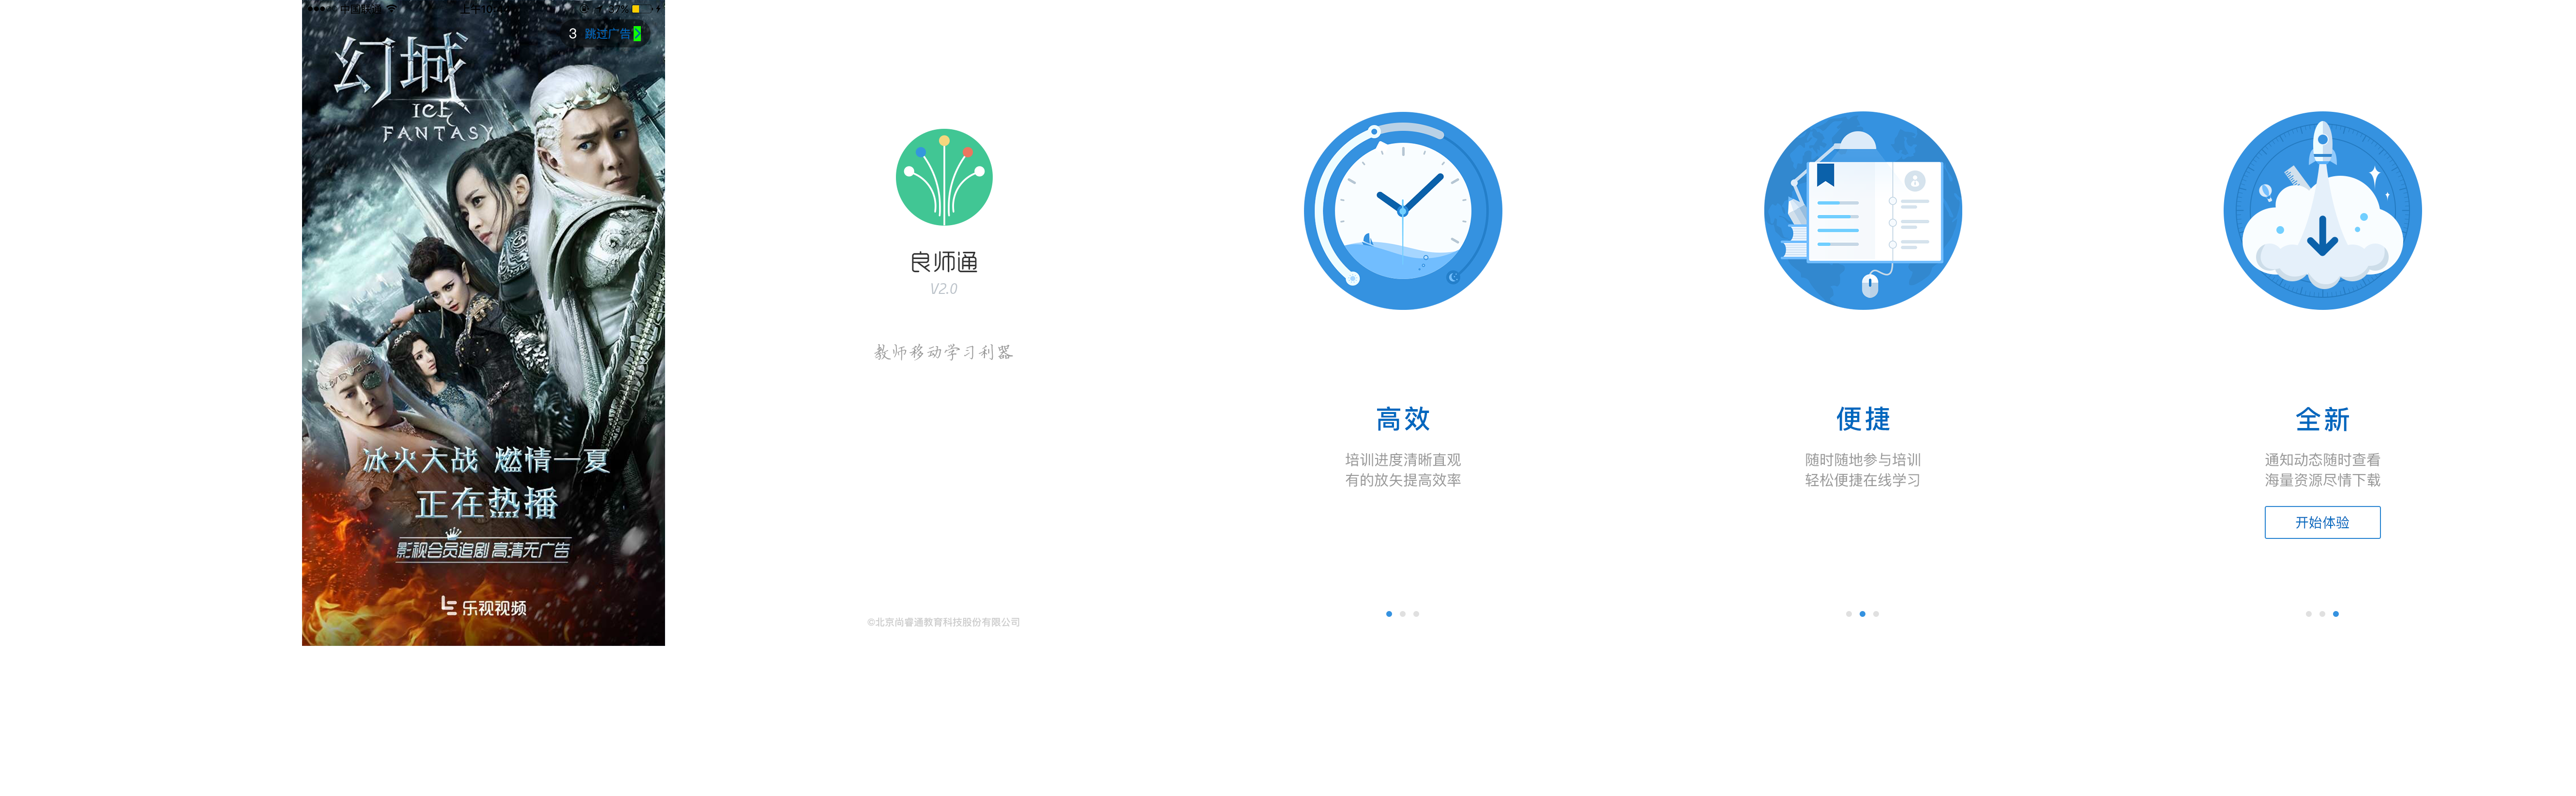 中国联通
3 跳过广告
幻城
ICE
FANTASY
冰火大战 燃情一夏
正在热播
影视会员追剧 高清无广告
乐视视频
良师通
V2.0
教师移动学习利器
©北京尚睿通教育科技股份有限公司
高效
培训进度清晰直观
有的放矢提高效率
便捷
随时随地参与培训
轻松便捷在线学习
全新
通知动态随时查看
海量资源尽情下载
开始体验